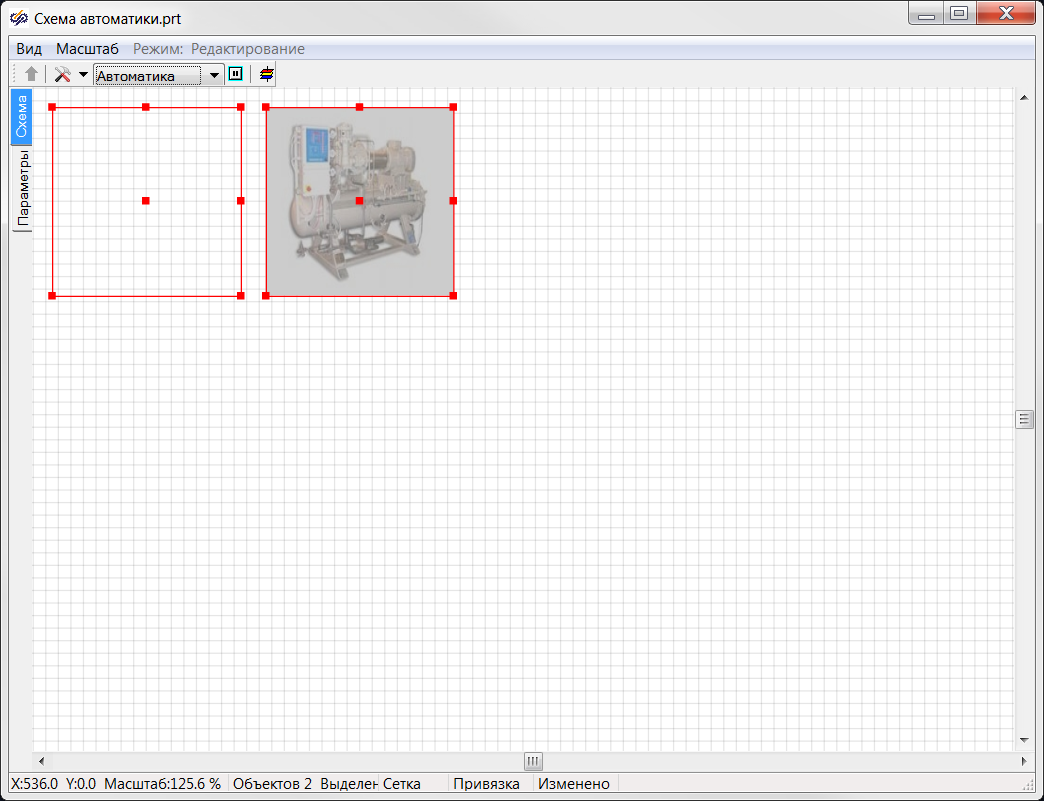 Схема автоматики.prt
Вид Масштаб Режим: Редактирование
Автоматика
Схема
Параметры
X:536.0 Y:0.0 Масштаб:125.6 % Объектов 2 Выделен Сетка Привязка Изменено